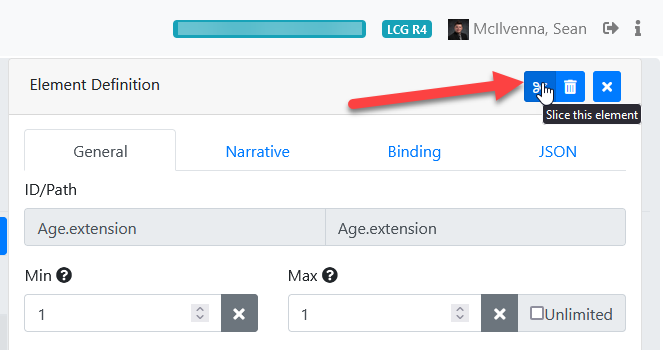 LCG R4 McIlvenna, Sean
Element Definition
Slice this element
General Narrative Binding JSON
ID/Path
Age.extension Age.extension
Min Max
1 1 Unlimited